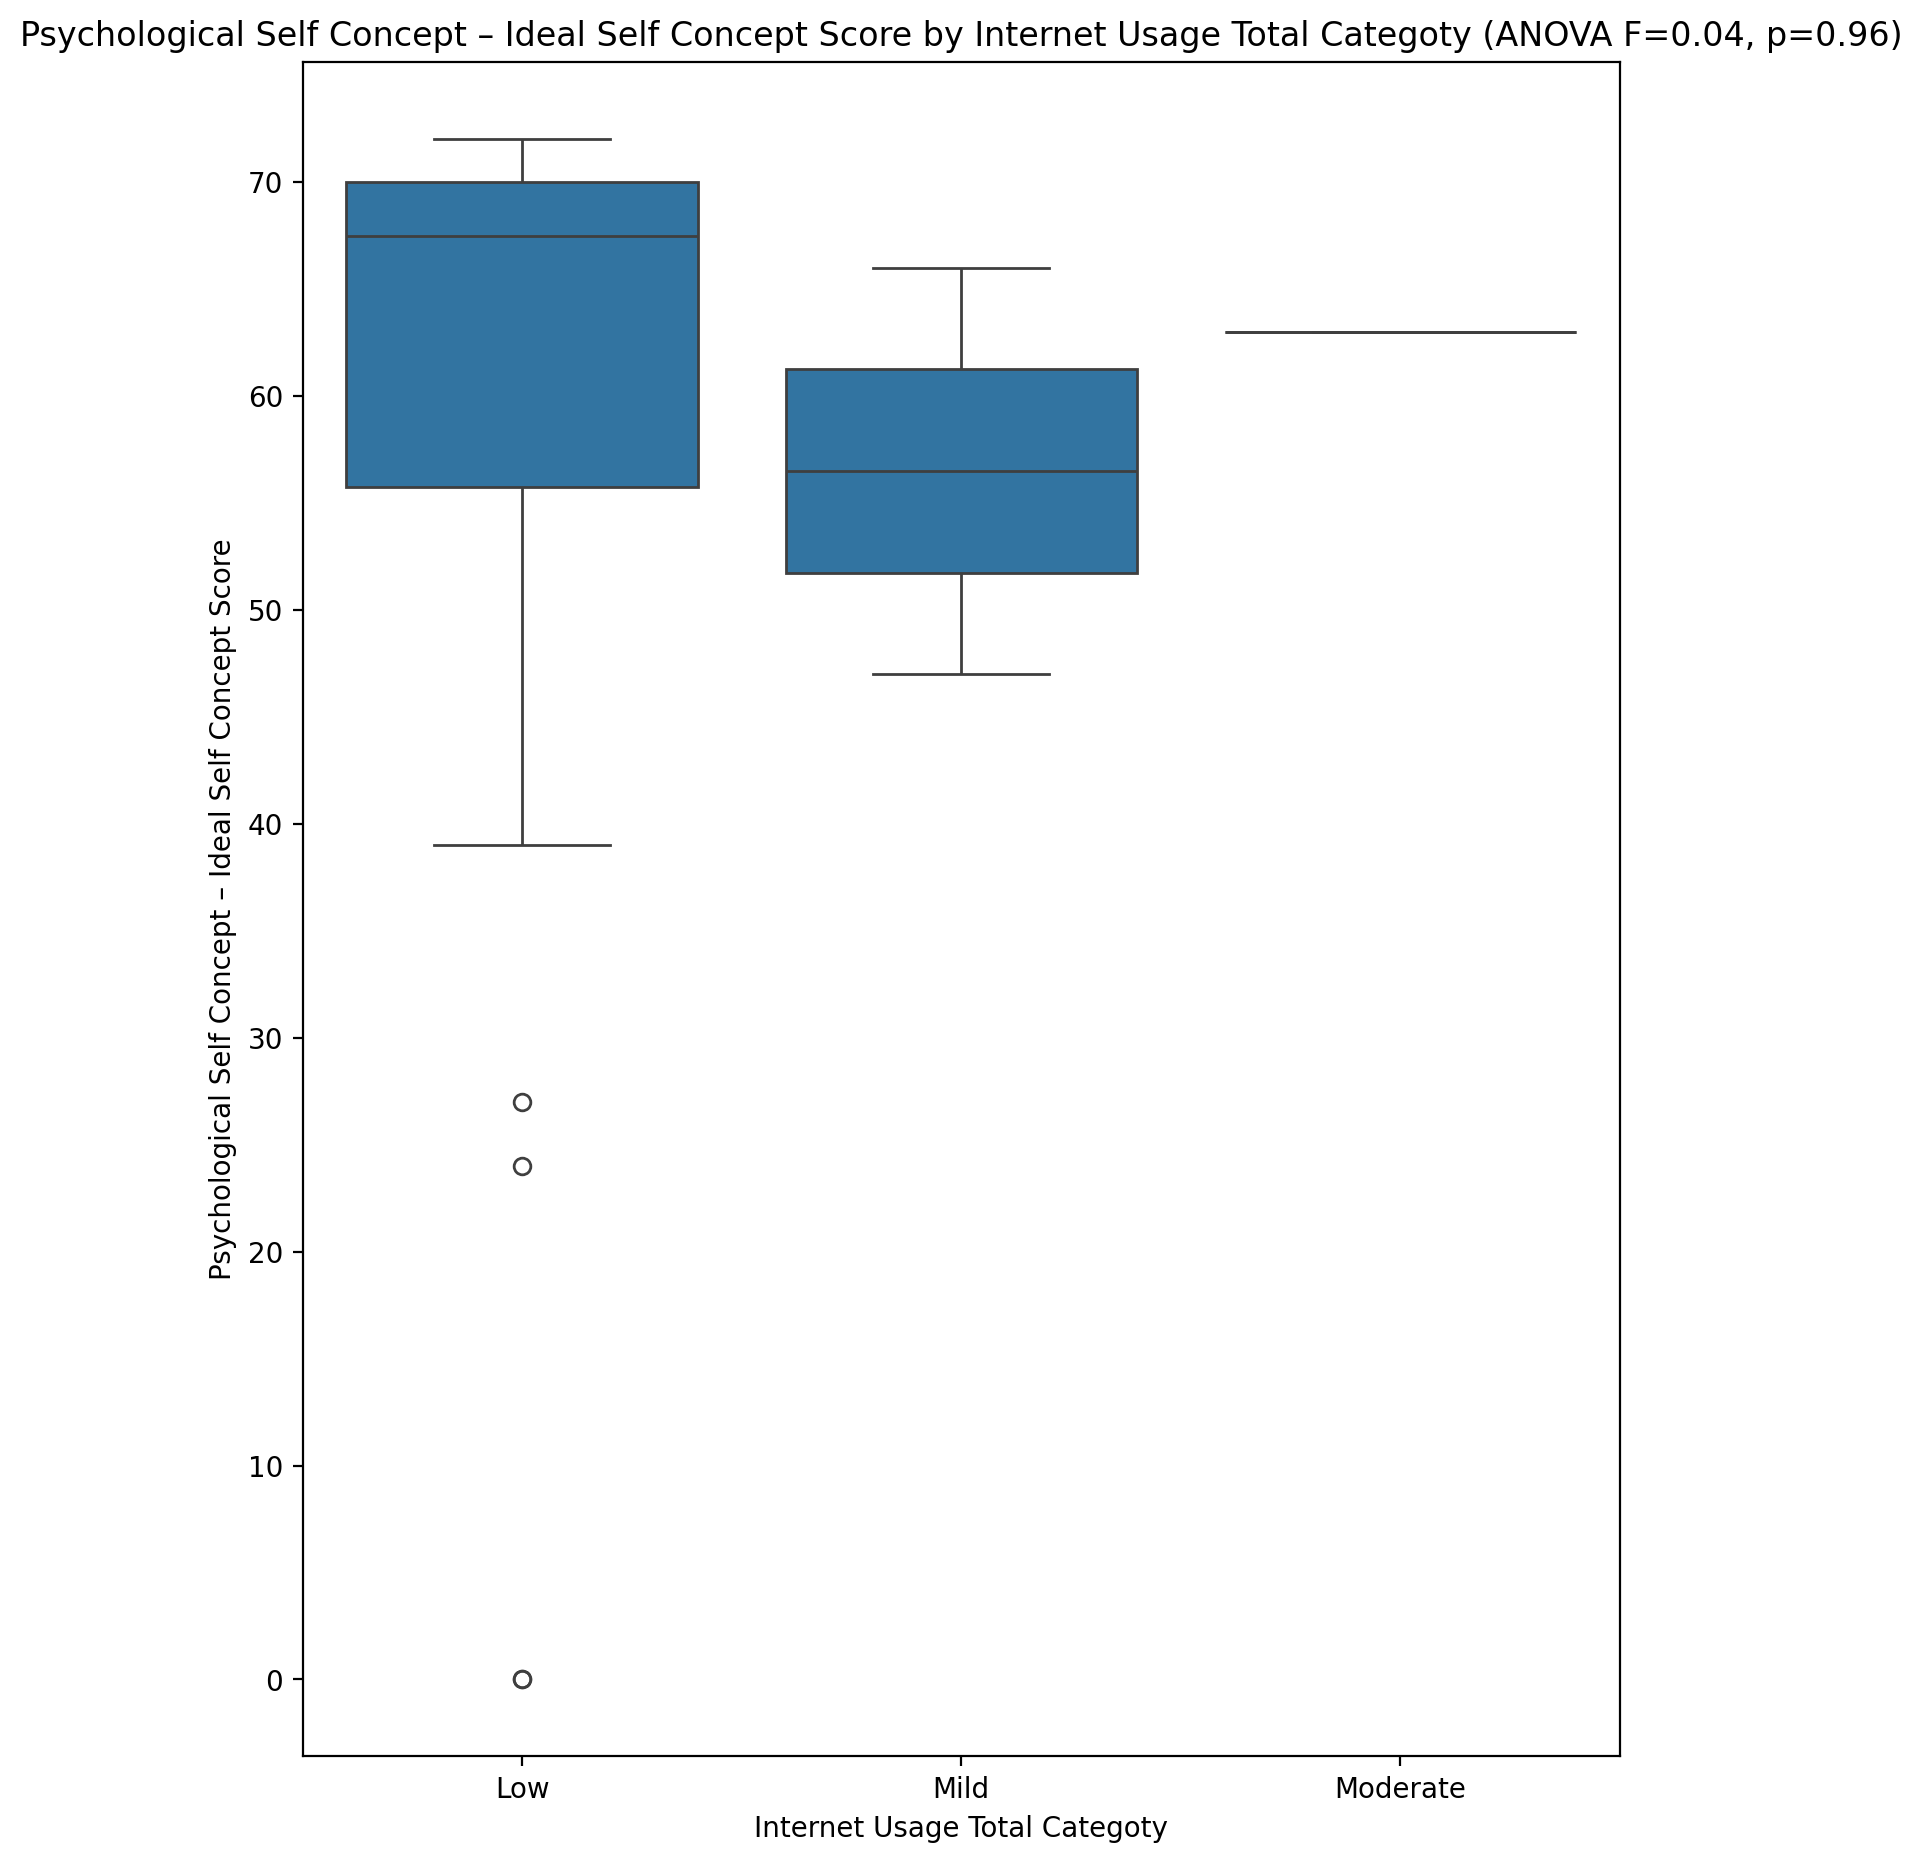 Psychological Self Concept – Ideal Self Concept Score by Internet Usage Total Categoty (ANOVA F=0.04, p=0.96)
Psychological Self Concept – Ideal Self Concept Score
70
60
50
40
30
20
10
0
Low Mild Moderate
Internet Usage Total Categoty